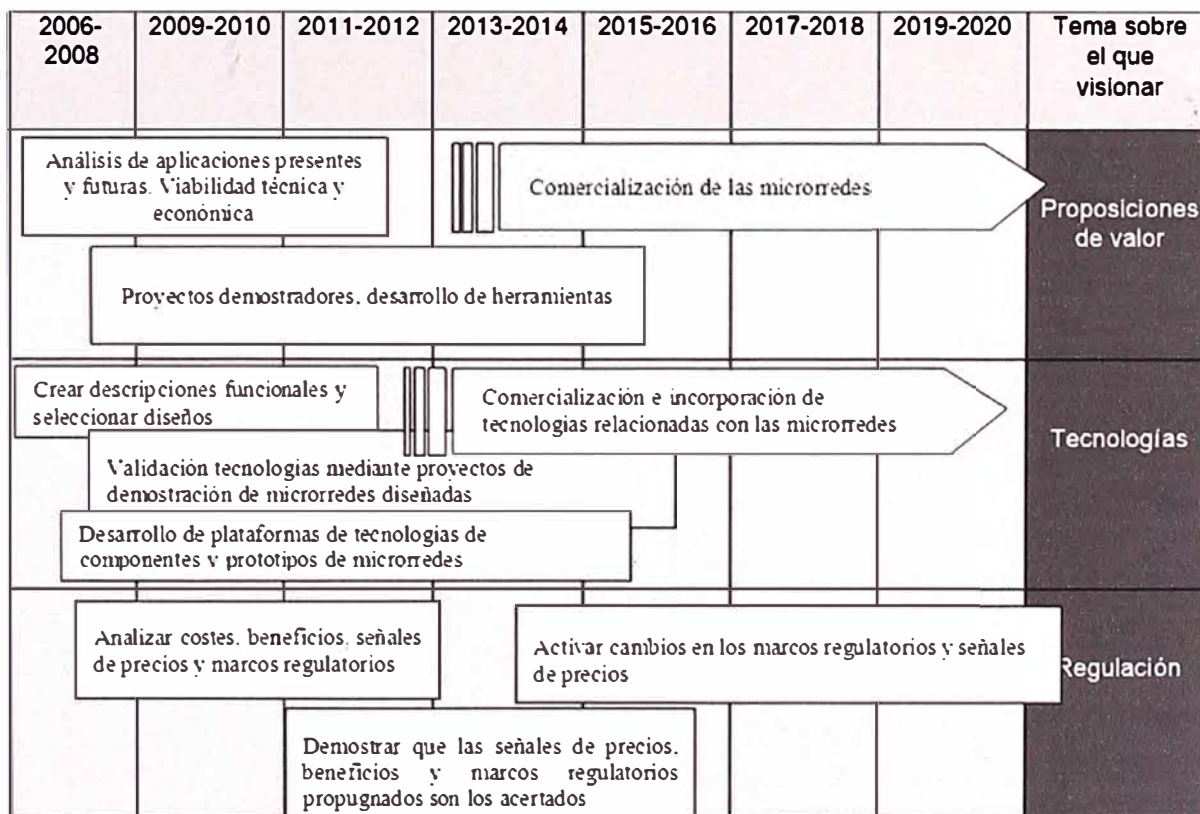 2006-
2008
2009-2010
2011-2012
2013-2014
2015-2016
2017-2018
2019-2020
Tema sobre
el que
visionar
Análisis de aplicaciones presentes
y futuras. Viabilidad técnica y
económica
Comercialización de las microrredes
Proposiciones
de valor
Proyectos demostradores, desarrollo de herramientas
Crear descripciones funcionales y
seleccionar diseños
Comercialización e incorporación de
tecnologías relacionadas con las microrredes
Tecnologías
Validación tecnologías mediante proyectos de
demostración de microrredes diseñadas
Desarrollo de plataformas de tecnologías de
componentes y prototipos de microrredes
Analizar costes, beneficios, señales
de precios y marcos regulatorios
Activar cambios en los marcos regulatorios y señales
de precios
Regulación
Demostrar que las señales de precios,
beneficios y marcos regulatorios
propugnados son los acertados